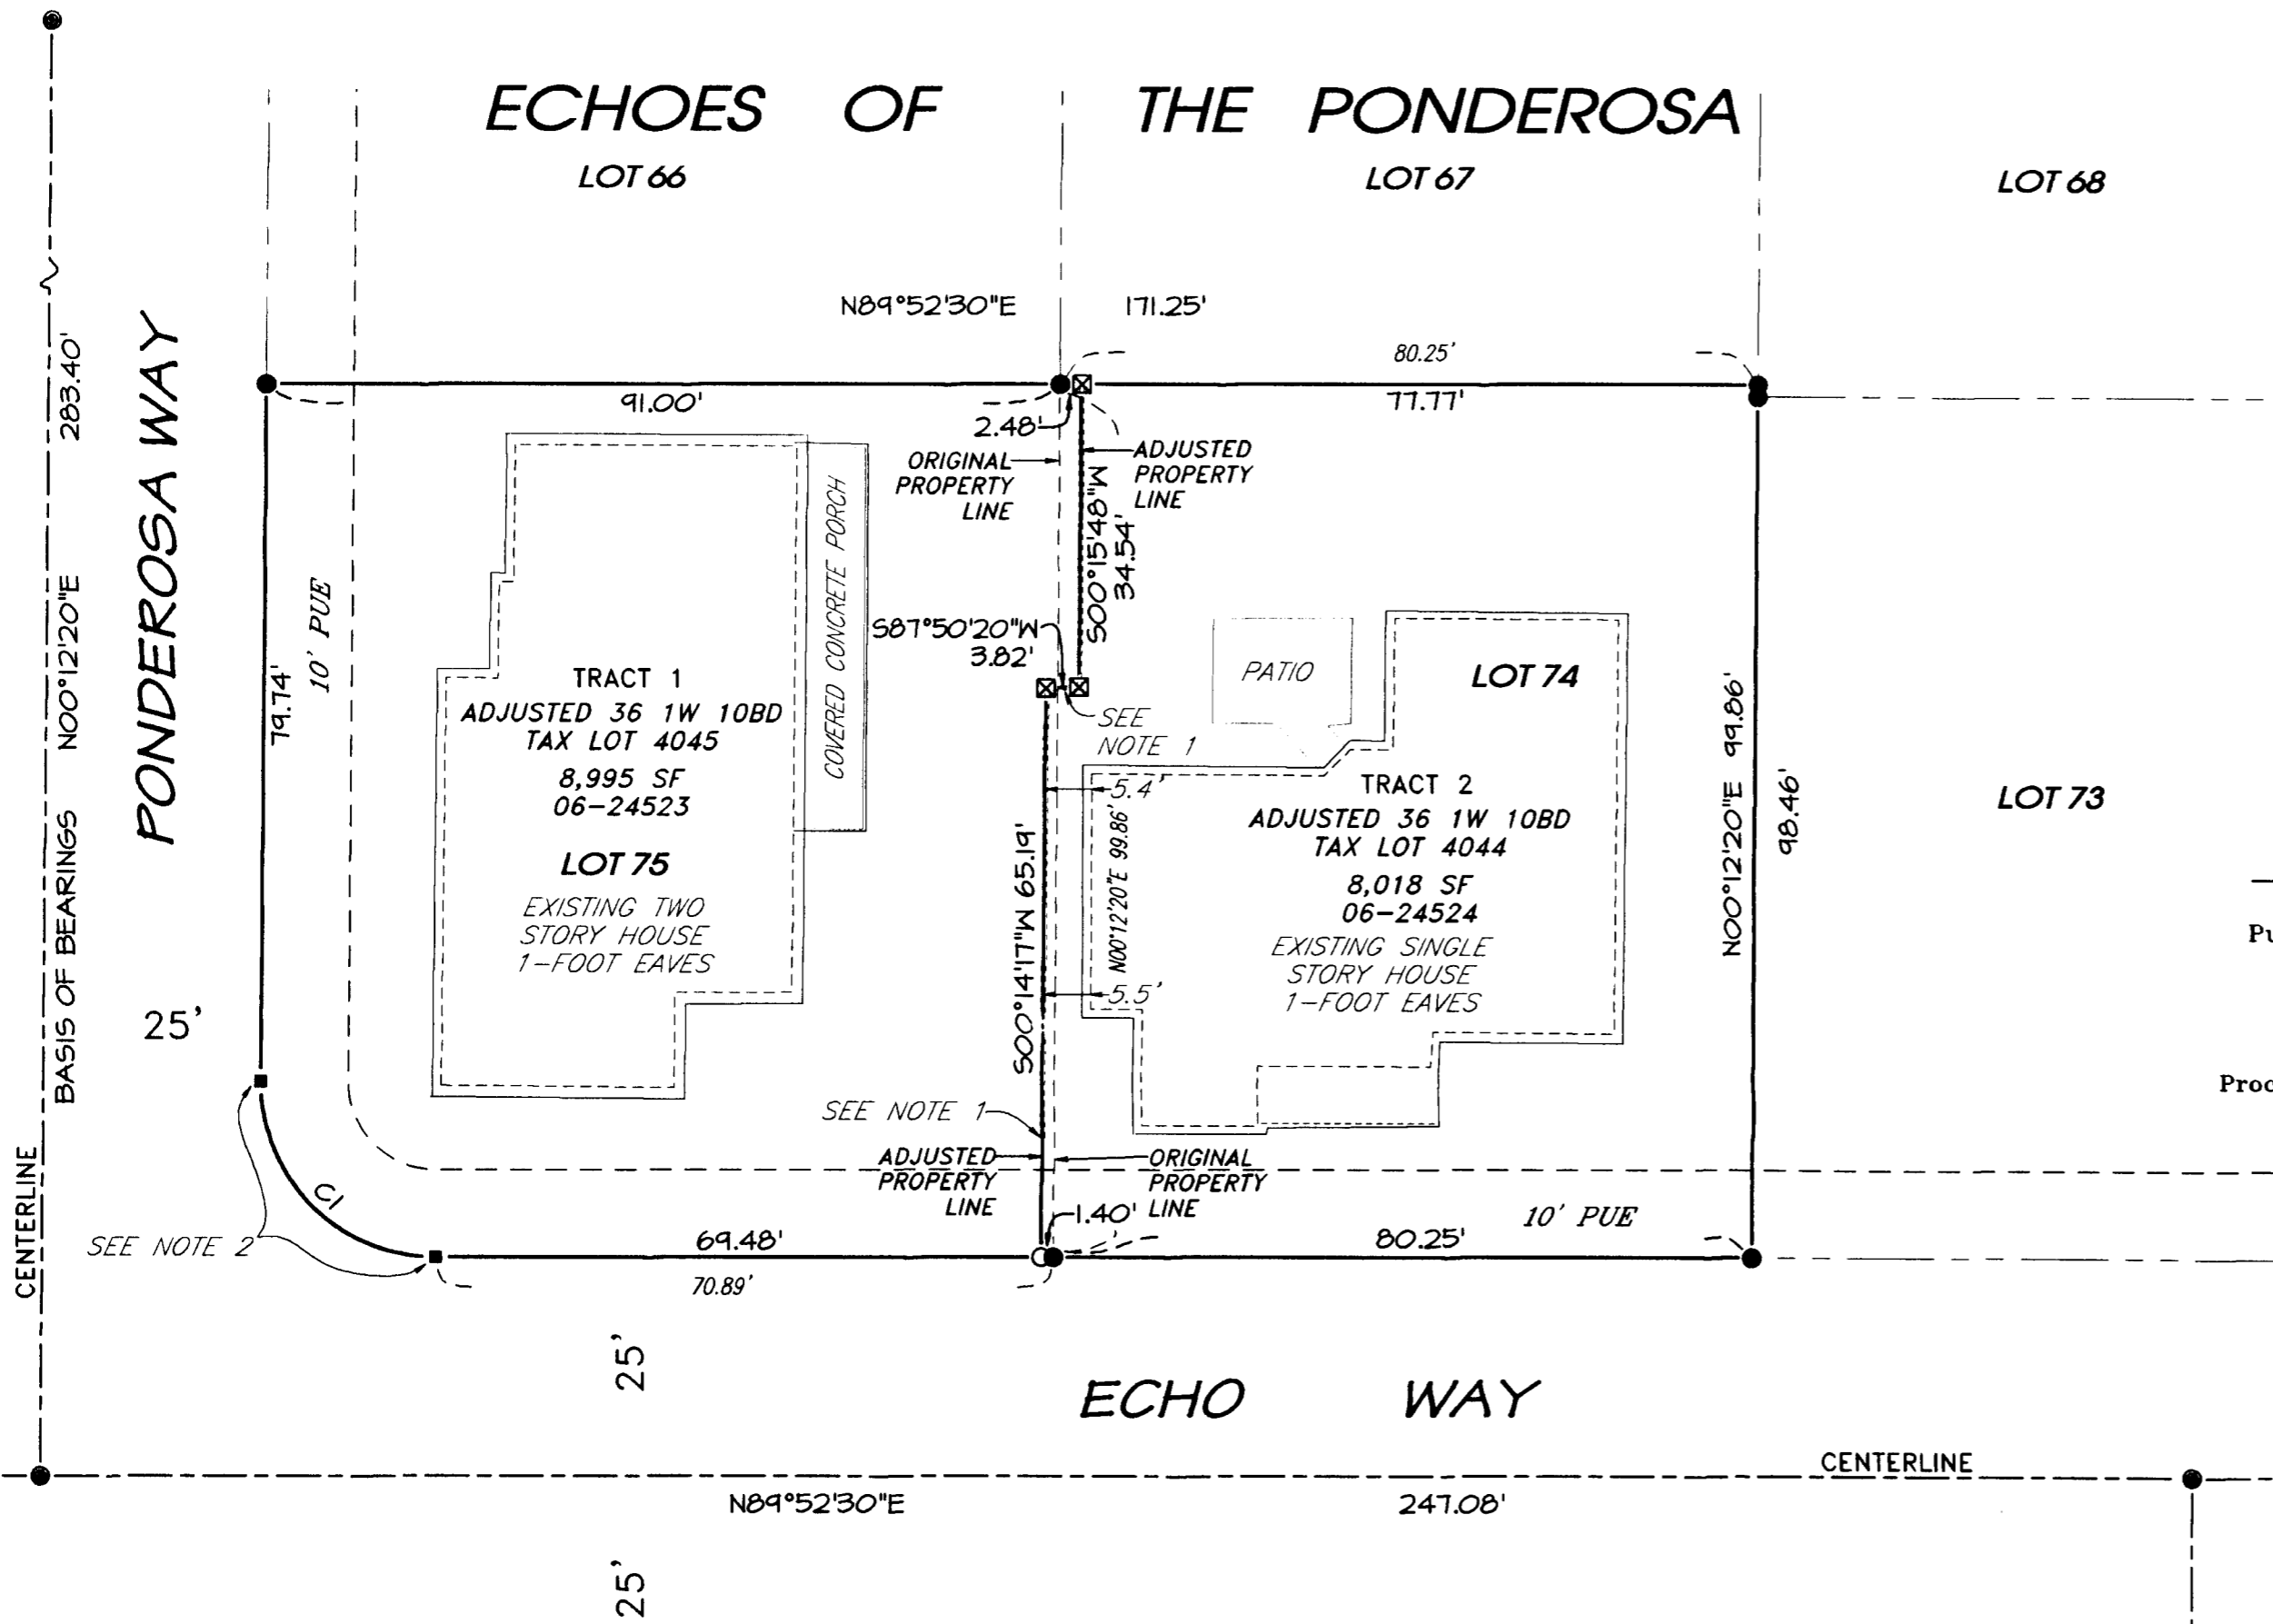 ECHOES OF THE PONDEROSA
LOT 66
LOT 67
LOT 68
N89°52'30"E 171.25'
80.25'
91.00'
77.77'
2.48'
ORIGINAL
PROPERTY
LINE
ADJUSTED
PROPERTY
LINE
S00°15'48"W
34.54'
S87°50'20"W
3.82'
SEE
NOTE 1
PONDEROSA WAY
BASIS OF BEARINGS N00°12'20"E 283.40'
CENTERLINE
79.74'
10' PUE
25'
COVERED CONCRETE PORCH
TRACT 1
ADJUSTED 36 1W 10BD
TAX LOT 4045
8,995 SF
06-24523
LOT 75
EXISTING TWO
STORY HOUSE
1-FOOT EAVES
PATIO
LOT 74
5.4'
5.5'
N00°12'20"E 99.86'
S00°14'17"W 65.19'
TRACT 2
ADJUSTED 36 1W 10BD
TAX LOT 4044
8,018 SF
06-24524
EXISTING SINGLE
STORY HOUSE
1-FOOT EAVES
N00°12'20"E 99.86'
98.46'
LOT 73
Pu
Proc
SEE NOTE 1
ADJUSTED
PROPERTY
LINE
ORIGINAL
PROPERTY
LINE
1.40'
C1
SEE NOTE 2
69.48'
70.89'
80.25'
10' PUE
25'
ECHO WAY
CENTERLINE
N89°52'30"E 247.08'
25'